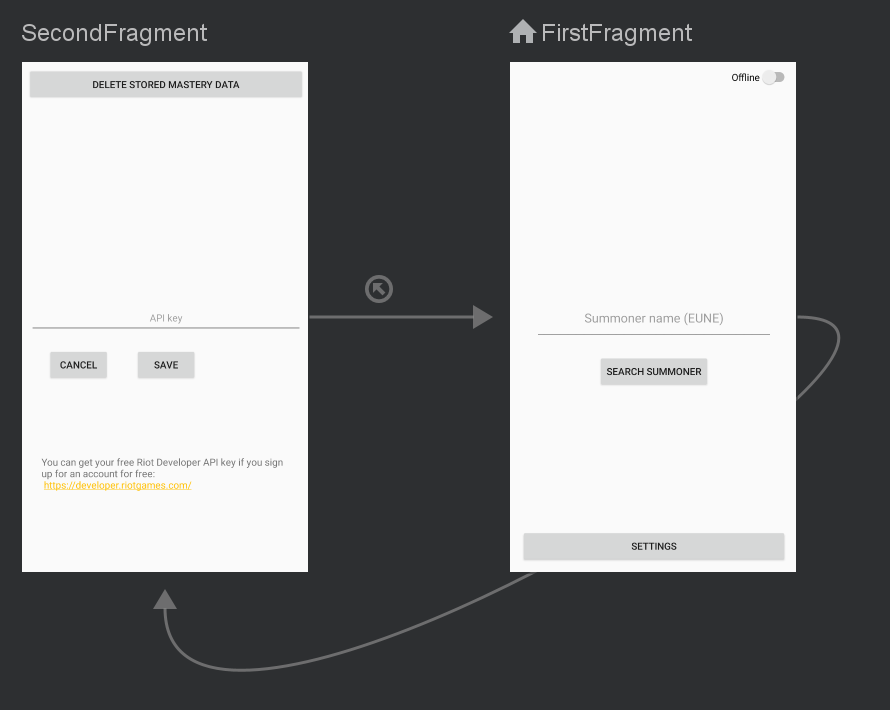 SecondFragment
DELETE STORED MASTERY DATA
API key
CANCEL
SAVE
You can get your free Riot Developer API key if you sign
up for an account for free:
https://developer.riotgames.com/
FirstFragment
Offline
Summoner name (EUNE)
SEARCH SUMMONER
SETTINGS